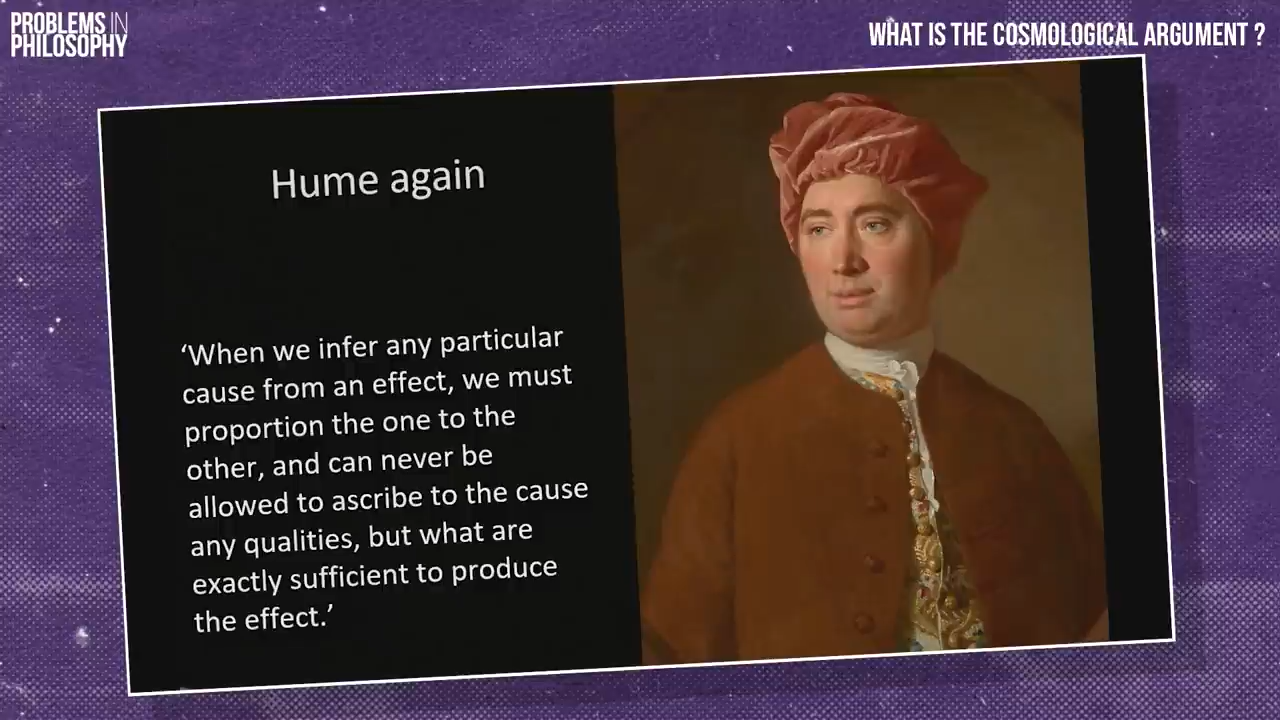 PROBLEMS IN
PHILOSOPHY
WHAT IS THE COSMOLOGICAL ARGUMENT ?
Hume again
‘When we infer any particular
cause from an effect, we must
proportion the one to the
other, and can never be
allowed to ascribe to the cause
any qualities, but what are
exactly sufficient to produce
the effect.’